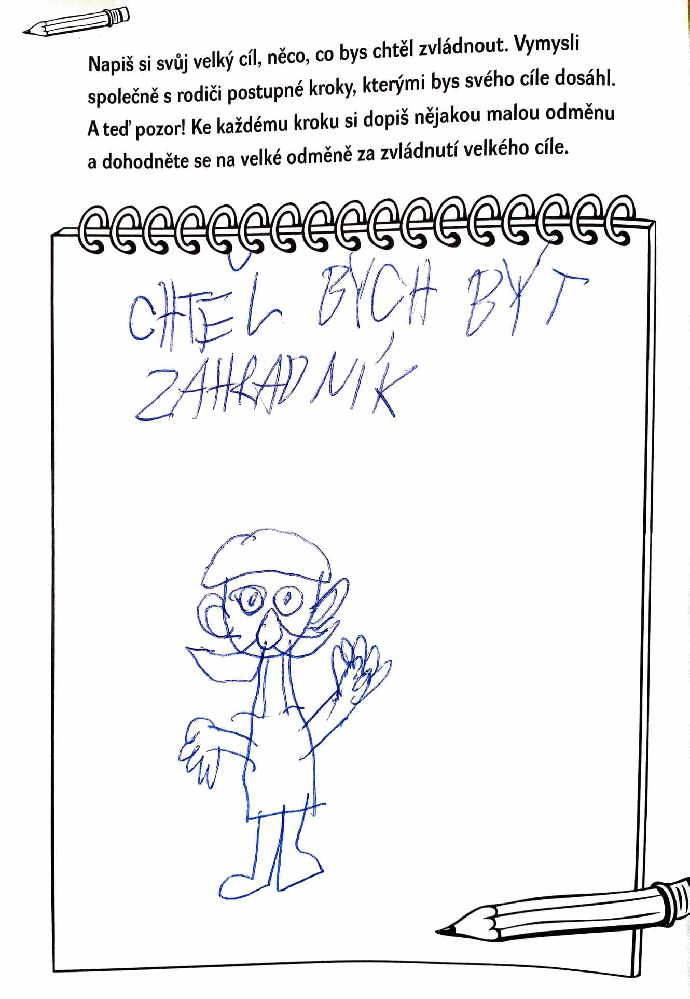 Napiš si svůj velký cíl, něco, co bys chtěl zvládnout. Vymysli
společně s rodiči postupné kroky, kterými bys svého cíle dosáhl.
A teď pozor! Ke každému kroku si dopiš nějakou malou odměnu
a dohodněte se na velké odměně za zvládnutí velkého cíle.
CHTĚL BYCH BÝT
ZAHRADNÍK